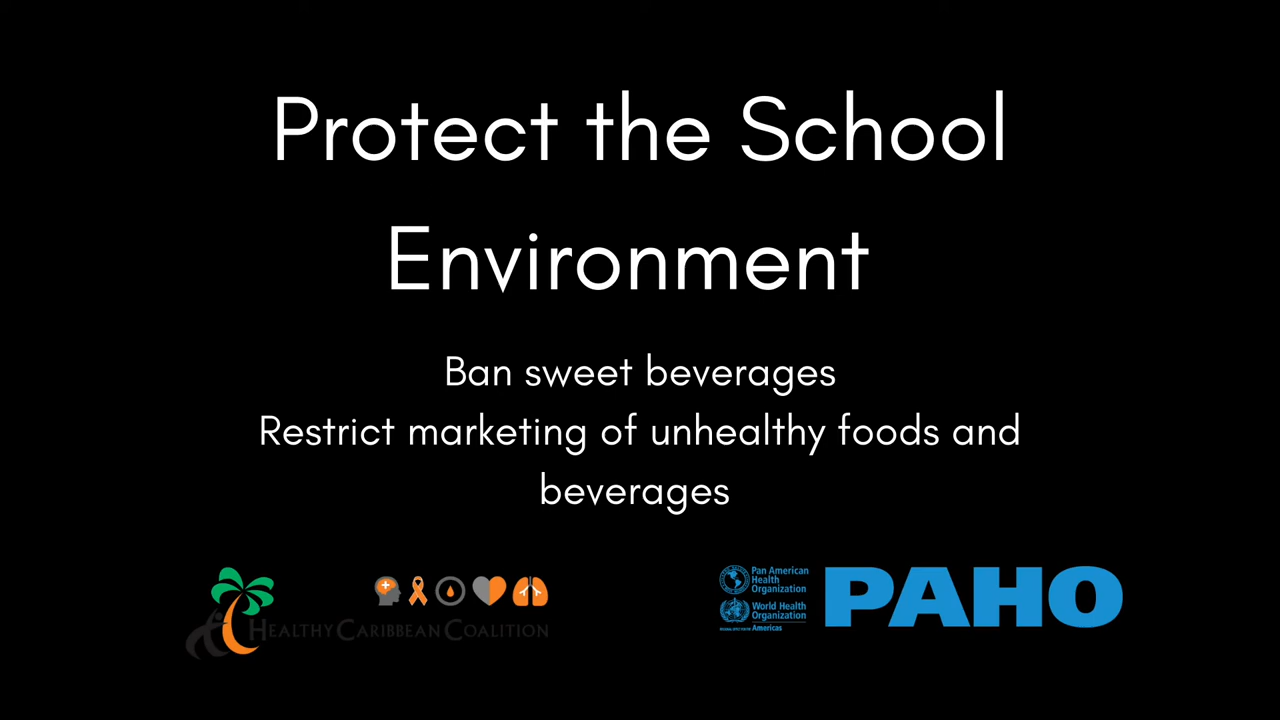 Protect the School
Environment
Ban sweet beverages
Restrict marketing of unhealthy foods and
beverages
HEALTHY CARIBBEAN COALITION
Pan American
Health
Organization
World Health
Organization
Americas
PAHO